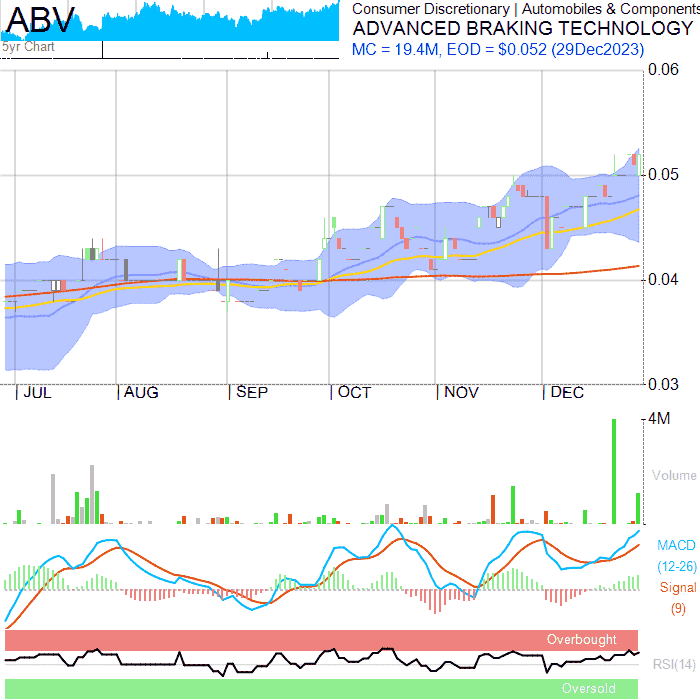 ABV
5yr Chart
Consumer Discretionary | Automobiles & Components
ADVANCED BRAKING TECHNOLOGY
MC = 19.4M, EOD = $0.052 (29Dec2023)
0.06
0.05
0.04
0.03
JUL AUG SEP OCT NOV DEC
4M
Volume
MACD
(12-26)
Signal
(9)
Overbought
RSI(14)
Oversold